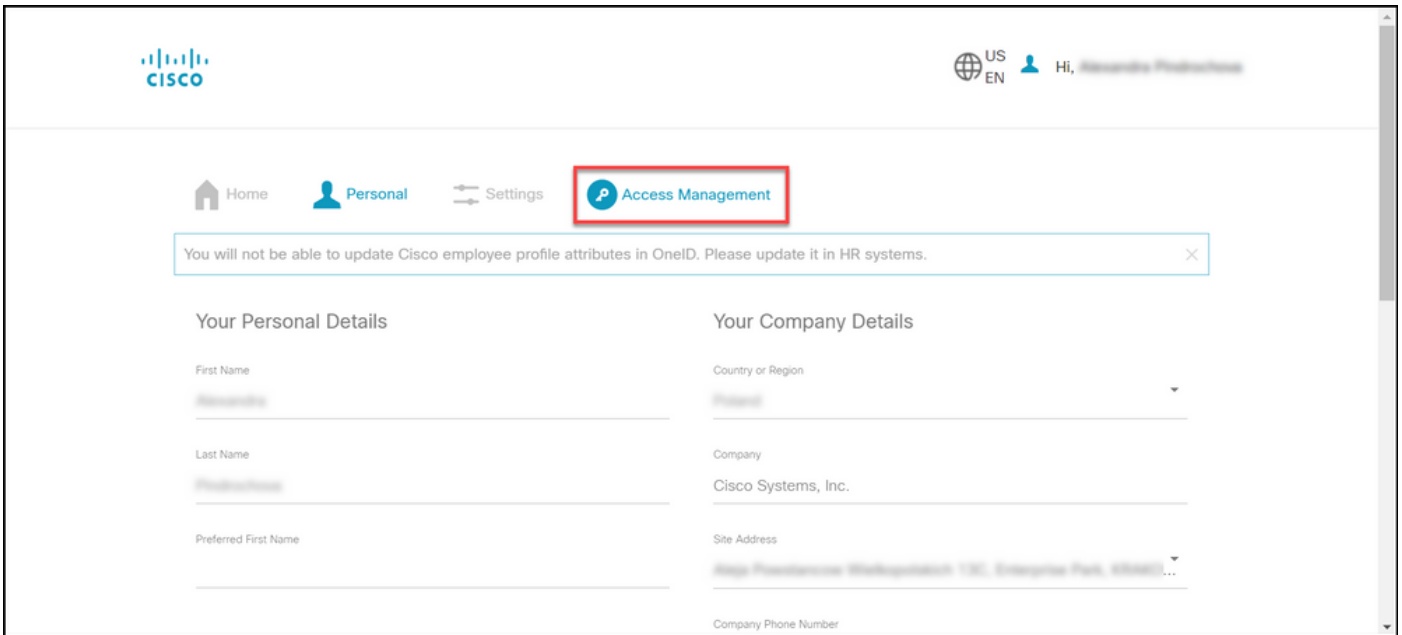 CISCO
US
EN
Hi,
Home
Personal
Settings
Access Management
You will not be able to update Cisco employee profile attributes in OneID. Please update it in HR systems.
Your Personal Details
Your Company Details
First Name
Country or Region
Last Name
Company
Cisco Systems, Inc.
Preferred First Name
Site Address
Company Phone Number